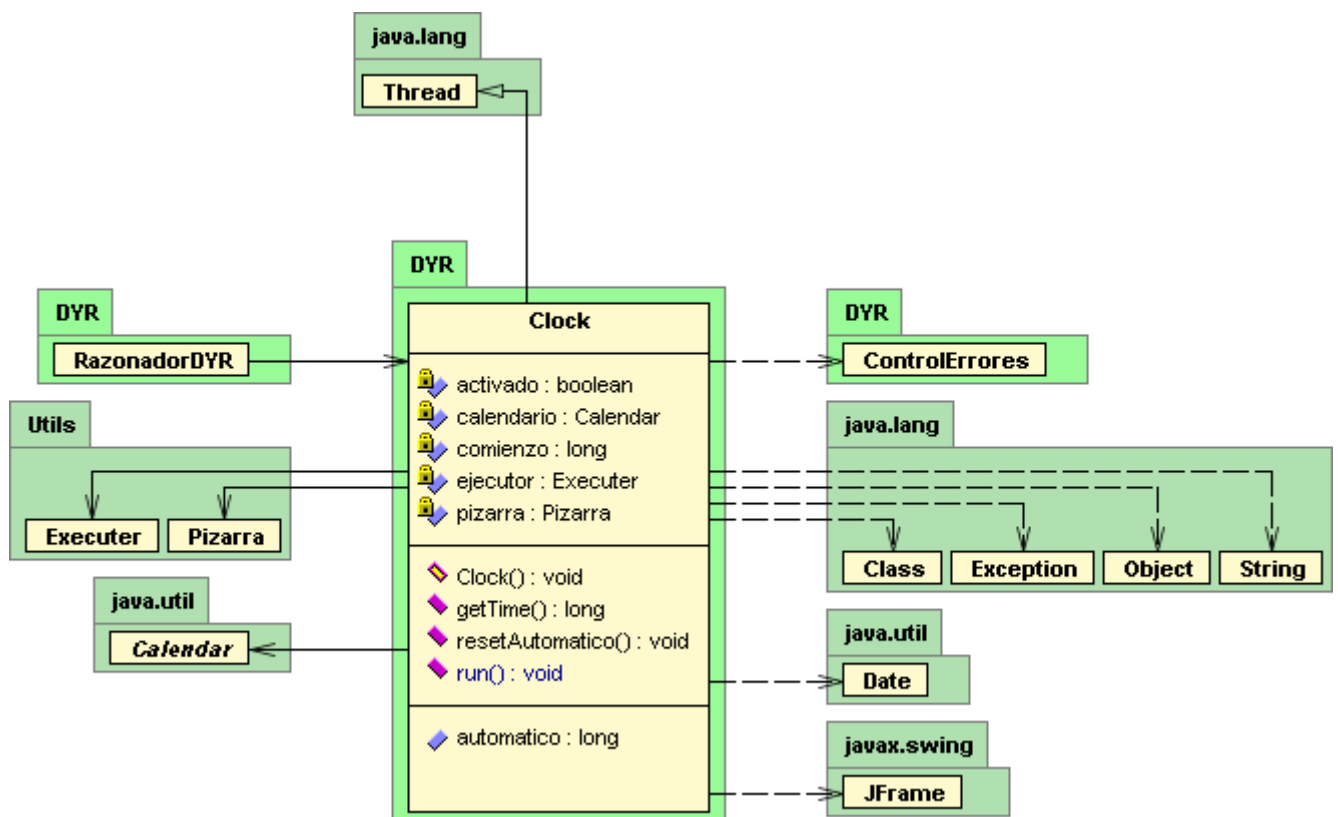 java.lang
Thread
DYR
Clock
activado : boolean
calendario : Calendar
comienzo : long
ejecutor : Executer
pizarra : Pizarra
Clock() : void
getTime() : long
resetAutomatico() : void
run() : void
automatico : long
DYR
RazonadorDYR
Utils
Executer
Pizarra
java.util
Calendar
DYR
ControlErrores
java.lang
Class
Exception
Object
String
java.util
Date
javax.swing
JFrame